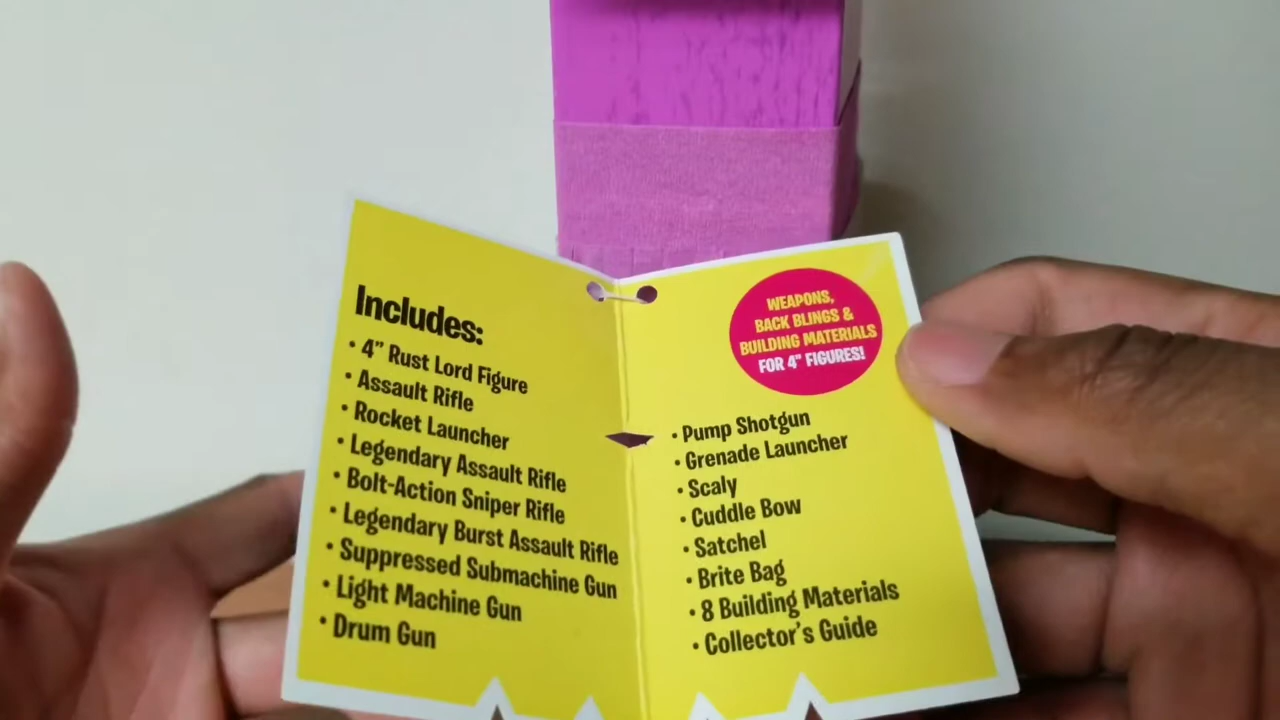 Includes:
• 4” Rust Lord Figure
• Assault Rifle
• Rocket Launcher
• Legendary Assault Rifle
• Bolt-Action Sniper Rifle
• Legendary Burst Assault Rifle
• Suppressed Submachine Gun
• Light Machine Gun
• Drum Gun
WEAPONS,
BACK BLINGS &
BUILDING MATERIALS
FOR 4” FIGURES!
• Pump Shotgun
• Grenade Launcher
• Scaly
• Cuddle Bow
• Satchel
• Brite Bag
• 8 Building Materials
• Collector’s Guide